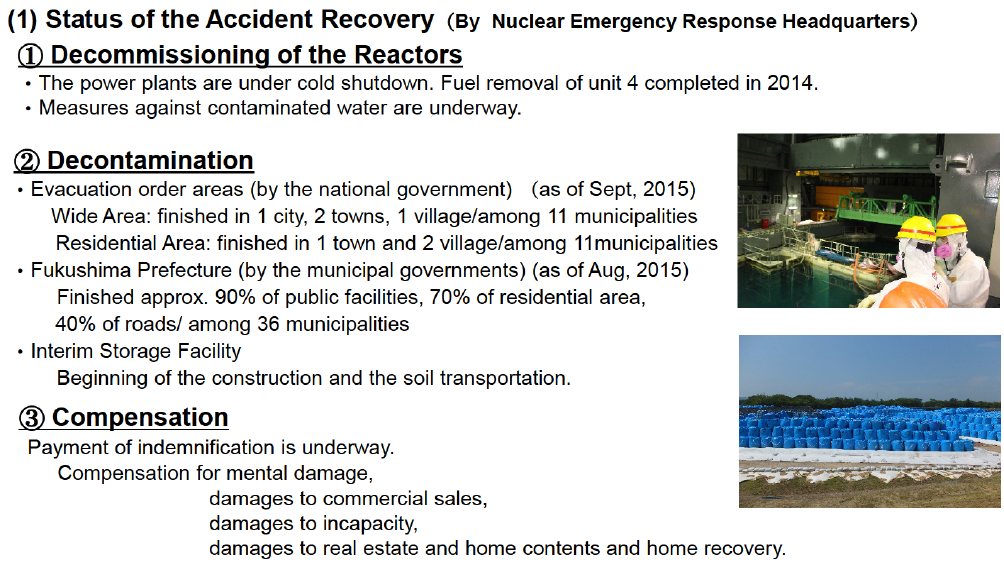 (1) Status of the Accident Recovery（By  Nuclear Emergency Response Headquarters）
① Decommissioning of the Reactors
・The power plants are under cold shutdown. Fuel removal of unit 4 completed in 2014.
・Measures against contaminated water are underway.
② Decontamination
・Evacuation order areas (by the national government) （as of Sept, 2015)
Wide Area: finished in 1 city, 2 towns, 1 village/among 11 municipalities
Residential Area: finished in 1 town and 2 village/among 11municipalities
・Fukushima Prefecture (by the municipal governments) (as of Aug, 2015)
Finished approx. 90% of public facilities, 70% of residential area,
40% of roads/ among 36 municipalities
・Interim Storage Facility
Beginning of the construction and the soil transportation.
③ Compensation
Payment of indemnification is underway.
Compensation for mental damage,
damages to commercial sales,
damages to incapacity,
damages to real estate and home contents and home recovery.